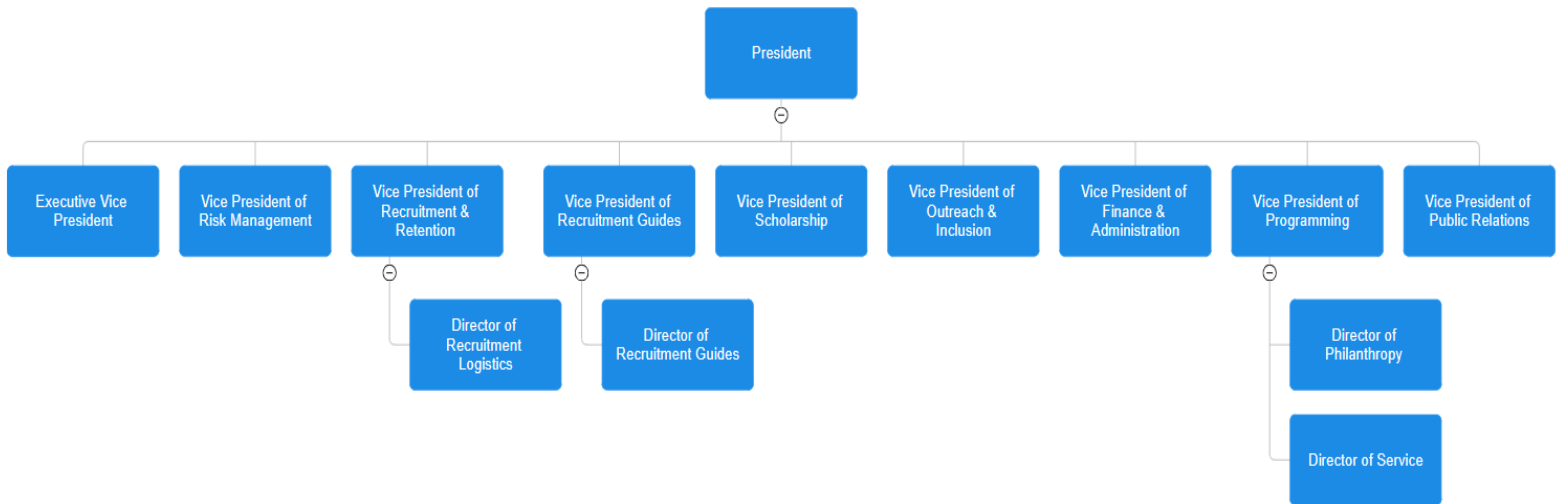 President
Executive Vice
President
Vice President of
Risk Management
Vice President of
Recruitment &
Retention
Vice President of
Recruitment Guides
Vice President of
Scholarship
Vice President of
Outreach &
Inclusion
Vice President of
Finance &
Administration
Vice President of
Programming
Vice President of
Public Relations
Director of
Recruitment
Logistics
Director of
Recruitment Guides
Director of
Philanthropy
Director of Service